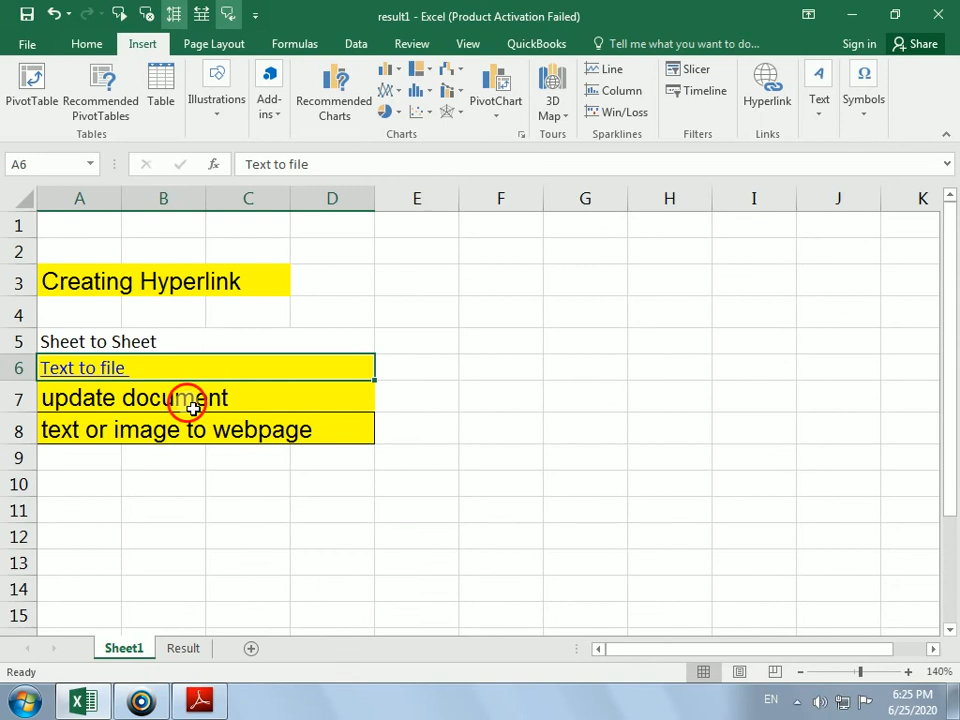 result1 - Excel (Product Activation Failed)
File Home Insert Page Layout Formulas Data Review View QuickBooks Tell me what you want to do... Sign in Share
PivotTable Recommended PivotTables Table Illustrations Add-ins Recommended Charts PivotChart 3D Map Line Column Win/Loss Slicer Timeline Hyperlink Text Symbols
Tables Charts Tours Sparklines Filters Links
A6 fx Text to file
A B C D E F G H I J K
1
2
3 Creating Hyperlink
4
5 Sheet to Sheet
6 Text to file
7 update document
8 text or image to webpage
9
10
11
12
13
14
15
Sheet1 Result
Ready 140%
EN 6:25 PM
6/25/2020